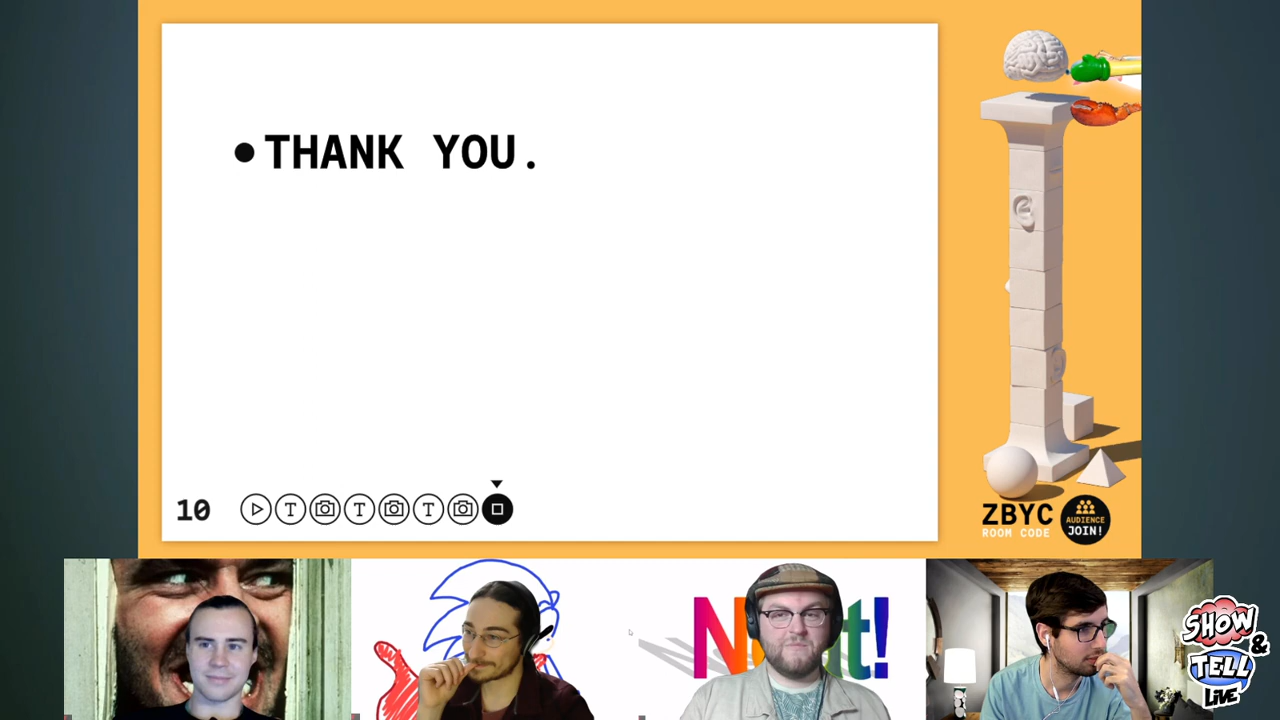 ● THANK YOU.
10
T T T
ZBYC
ROOM CODE
AUDIENCE
JOIN!
SHOW
&
TELL
LIVE